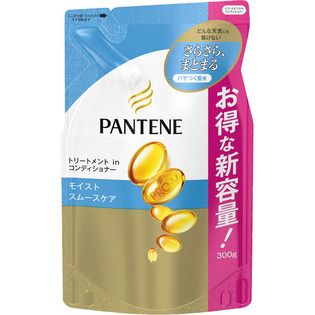 どんな天気にも
負けない
さらさら、
まとまる
パサつく髪用
PANTENE
トリートメント in
コンディショナー
モイスト
スムースケア
お得な新容量!
300g